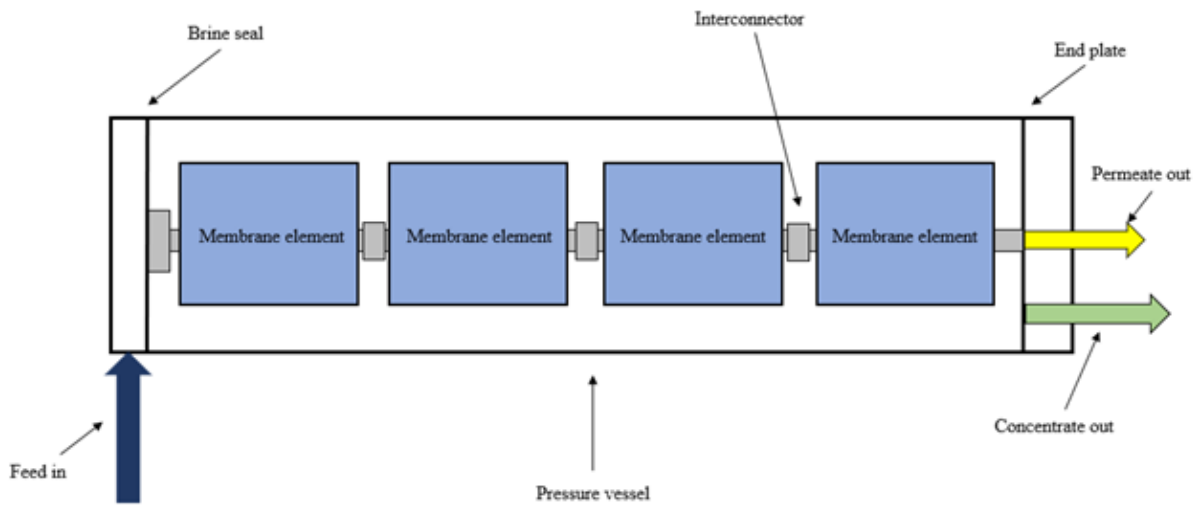 Interconnector
Brine seal
End plate
Permeate out
Membrane element
Membrane element
Membrane element
Membrane element
Concentrate out
Feed in
Pressure vessel